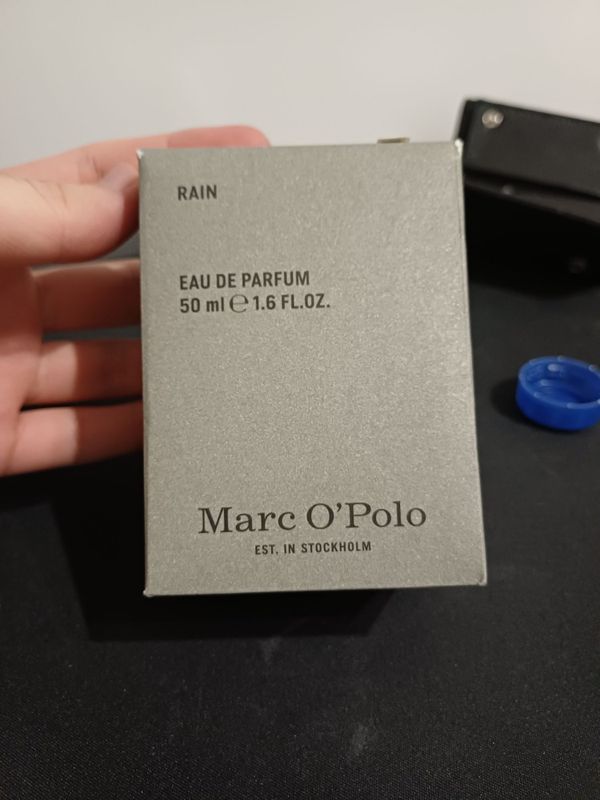 RAIN
EAU DE PARFUM
50 ml ℮ 1.6 FL.OZ.
Marc O'Polo
EST. IN STOCKHOLM